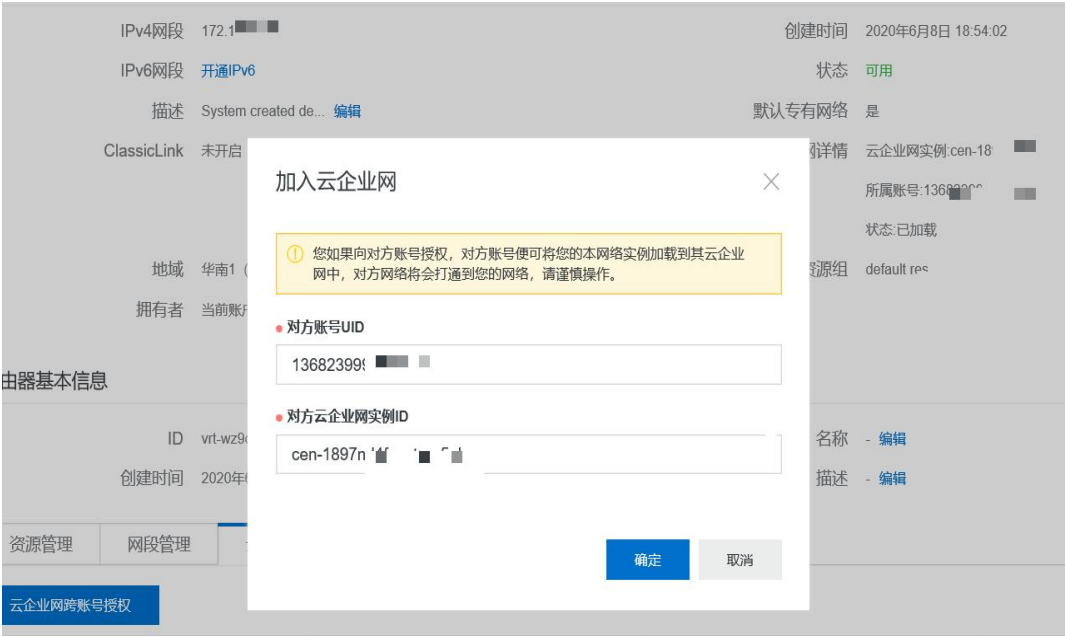 IPv4网段 172.1
创建时间 2020年6月8日 18:54:02
IPv6网段 开通IPv6
状态 可用
描述 System created de... 编辑
默认专有网络 是
ClassicLink 未开启
网详情 云企业网实例:cen-18
所属账号:1368
状态:已加载
地域 华南1（
资源组 default res
拥有者 当前账户
加入云企业网
您如果向对方账号授权，对方账号便可将您的本网络实例加载到其云企业
网中，对方网络将会打通到您的网络，请谨慎操作。
对方账号UID
136823999
对方云企业网实例ID
cen-1897n
确定 取消
由器基本信息
ID vrt-wz9
名称 - 编辑
创建时间 2020年6
描述 - 编辑
资源管理 网段管理
云企业网跨账号授权